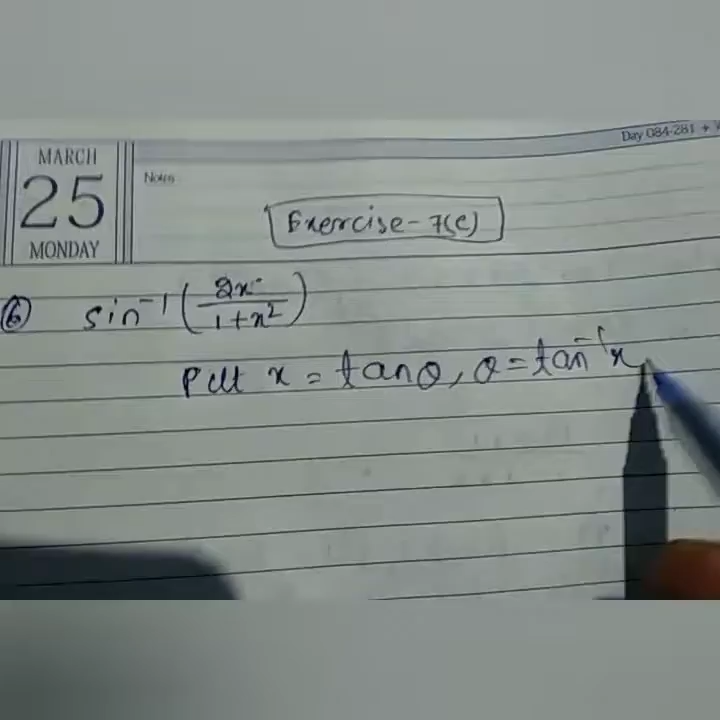 Day 084-281
MARCH
25
MONDAY
Notes
Exercise - 7(C)
6 sin⁻¹(2x/1+x²)
Put x = tanθ, θ = tan⁻¹x